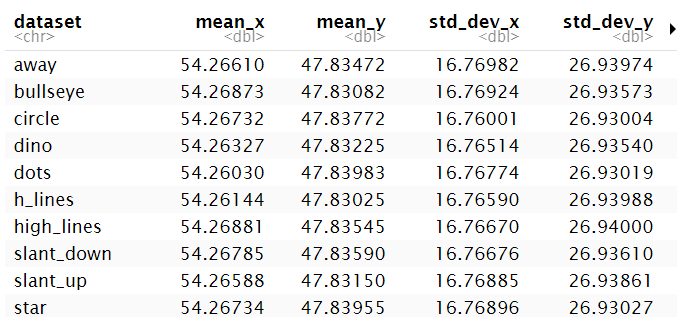 dataset mean_x mean_y std_dev_x std_dev_y
<chr> <dbl> <dbl> <dbl> <dbl>
away 54.26610 47.83472 16.76982 26.93974
bullseye 54.26873 47.83082 16.76924 26.93573
circle 54.26732 47.83772 16.76001 26.93004
dino 54.26327 47.83225 16.76514 26.93540
dots 54.26030 47.83983 16.76774 26.93019
h_lines 54.26144 47.83025 16.76590 26.93988
high_lines 54.26881 47.83545 16.76670 26.94000
slant_down 54.26785 47.83590 16.76676 26.93610
slant_up 54.26588 47.83150 16.76885 26.93861
star 54.26734 47.83955 16.76896 26.93027